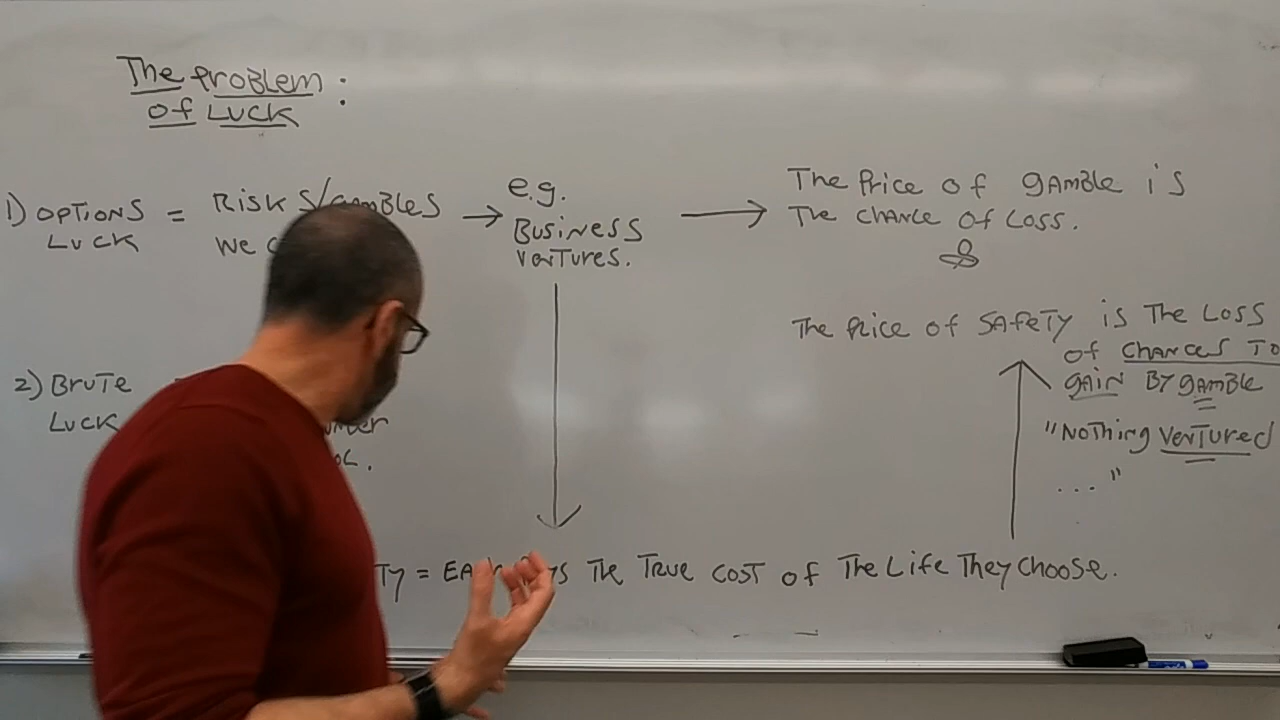 The Problem :
of Luck
1) Options = Risks/Gambles
Luck we
→ e.g.
Business
Ventures.
→ The Price of gamble is
The chance of Loss.
&
The Price of Safety is The Loss
of chances To
gain By gamble
"Nothing ventured
..."
2) Brute
Luck
= Each The True cost of The Life They choose.